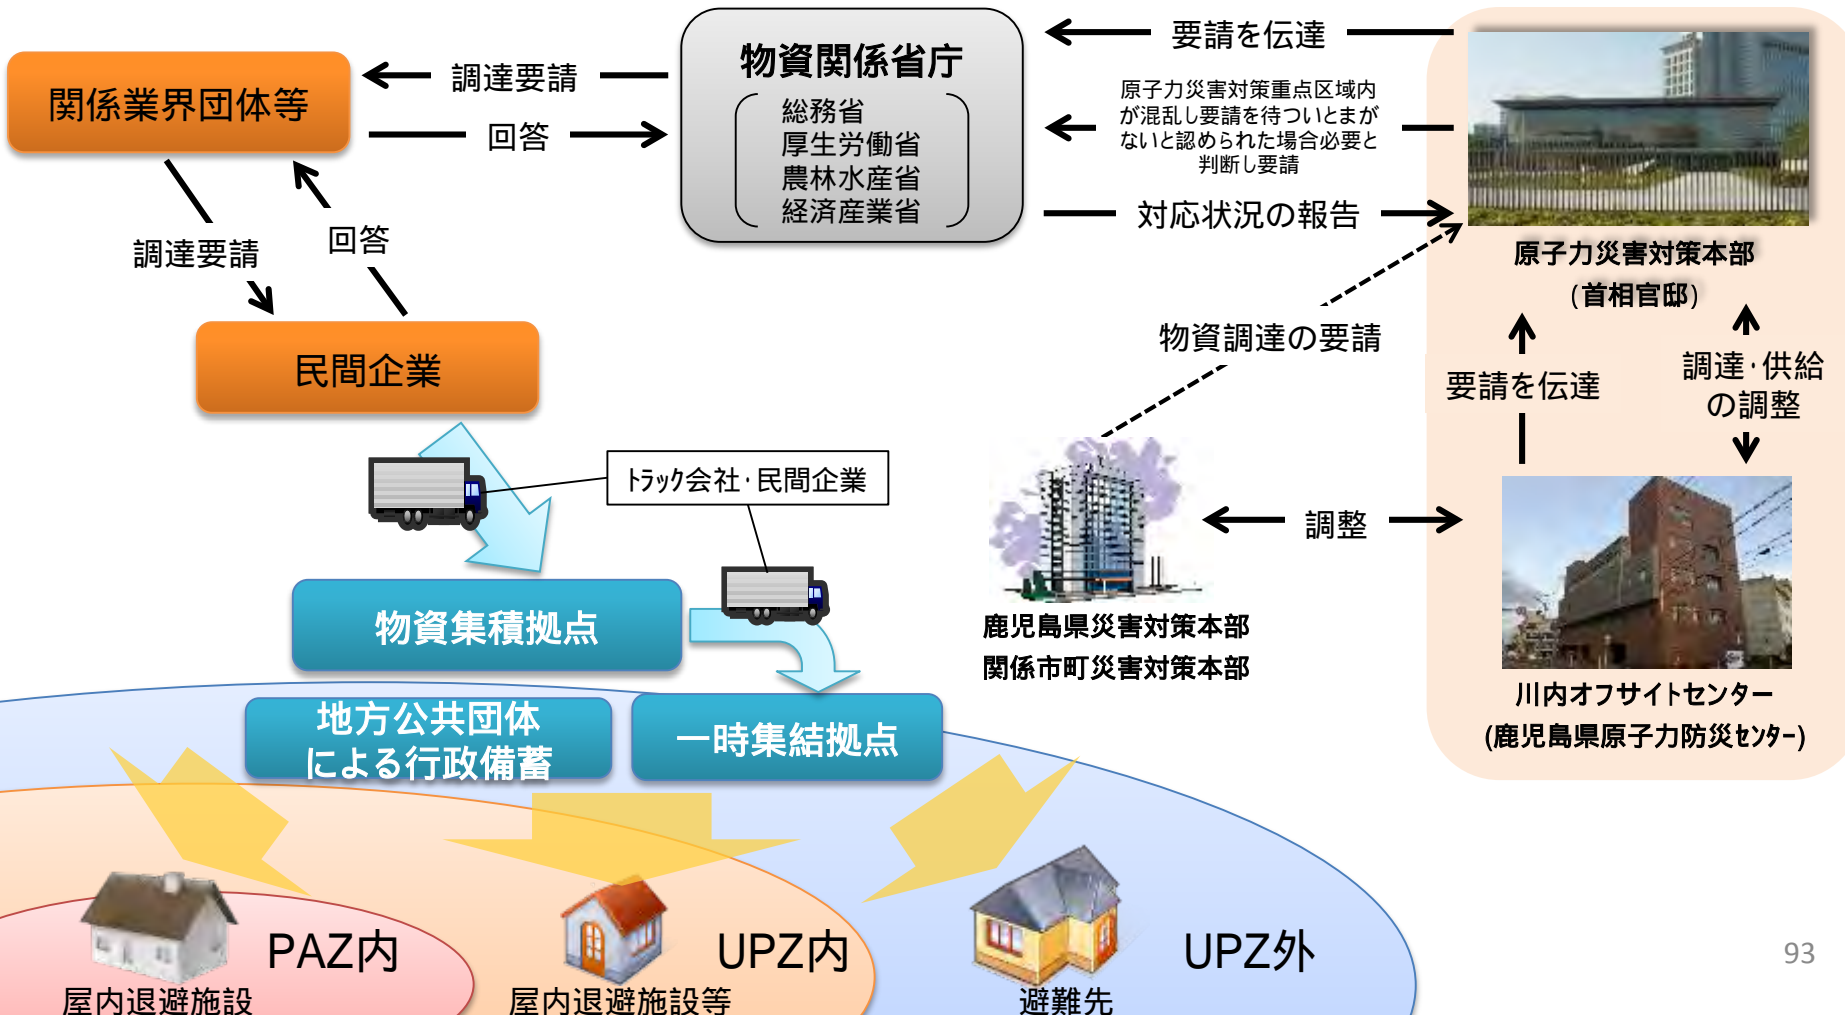 関係業界団体等
調達要請
回答
物資関係省庁
総務省
厚生労働省
農林水産省
経済産業省
要請を伝達
原子力災害対策重点区域内
が混乱し要請を待ついとまが
ないと認められた場合必要と
判断し要請
対応状況の報告
原子力災害対策本部
(首相官邸)
調達要請
回答
民間企業
物資調達の要請
要請を伝達
調達・供給
の調整
トラック会社・民間企業
調整
鹿児島県災害対策本部
関係市町災害対策本部
川内オフサイトセンター
(鹿児島県原子力防災センター)
物資集積拠点
地方公共団体
による行政備蓄
一時集結拠点
PAZ内
屋内退避施設
UPZ内
屋内退避施設等
UPZ外
避難先
93